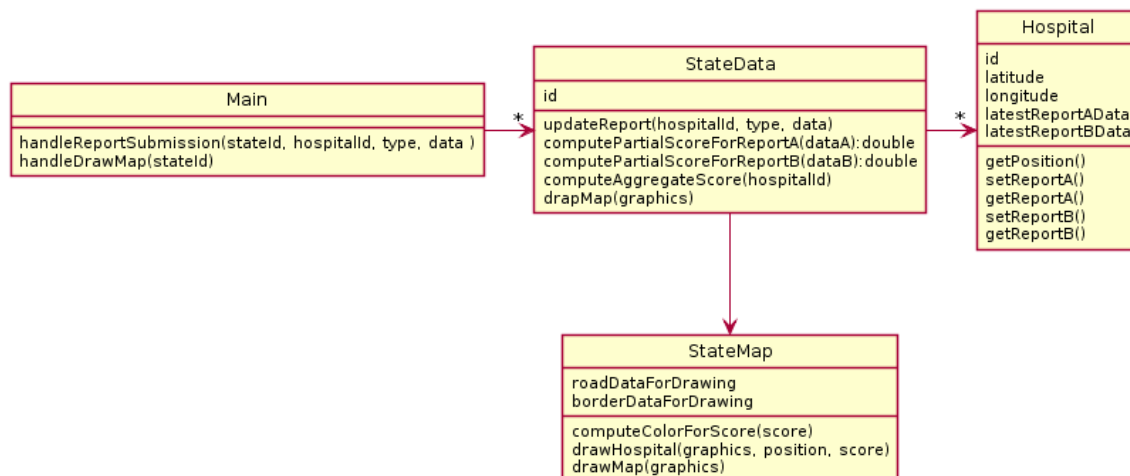 Main
handleReportSubmission(stateId, hospitalId, type, data )
handleDrawMap(stateId)
*
StateData
id
updateReport(hospitalId, type, data)
computePartialScoreForReportA(dataA):double
computePartialScoreForReportB(dataB):double
computeAggregateScore(hospitalId)
drapMap(graphics)
*
Hospital
id
latitude
longitude
latestReportAData
latestReportBData
getPosition()
setReportA()
getReportA()
setReportB()
getReportB()
StateMap
roadDataForDrawing
borderDataForDrawing
computeColorForScore(score)
drawHospital(graphics, position, score)
drawMap(graphics)